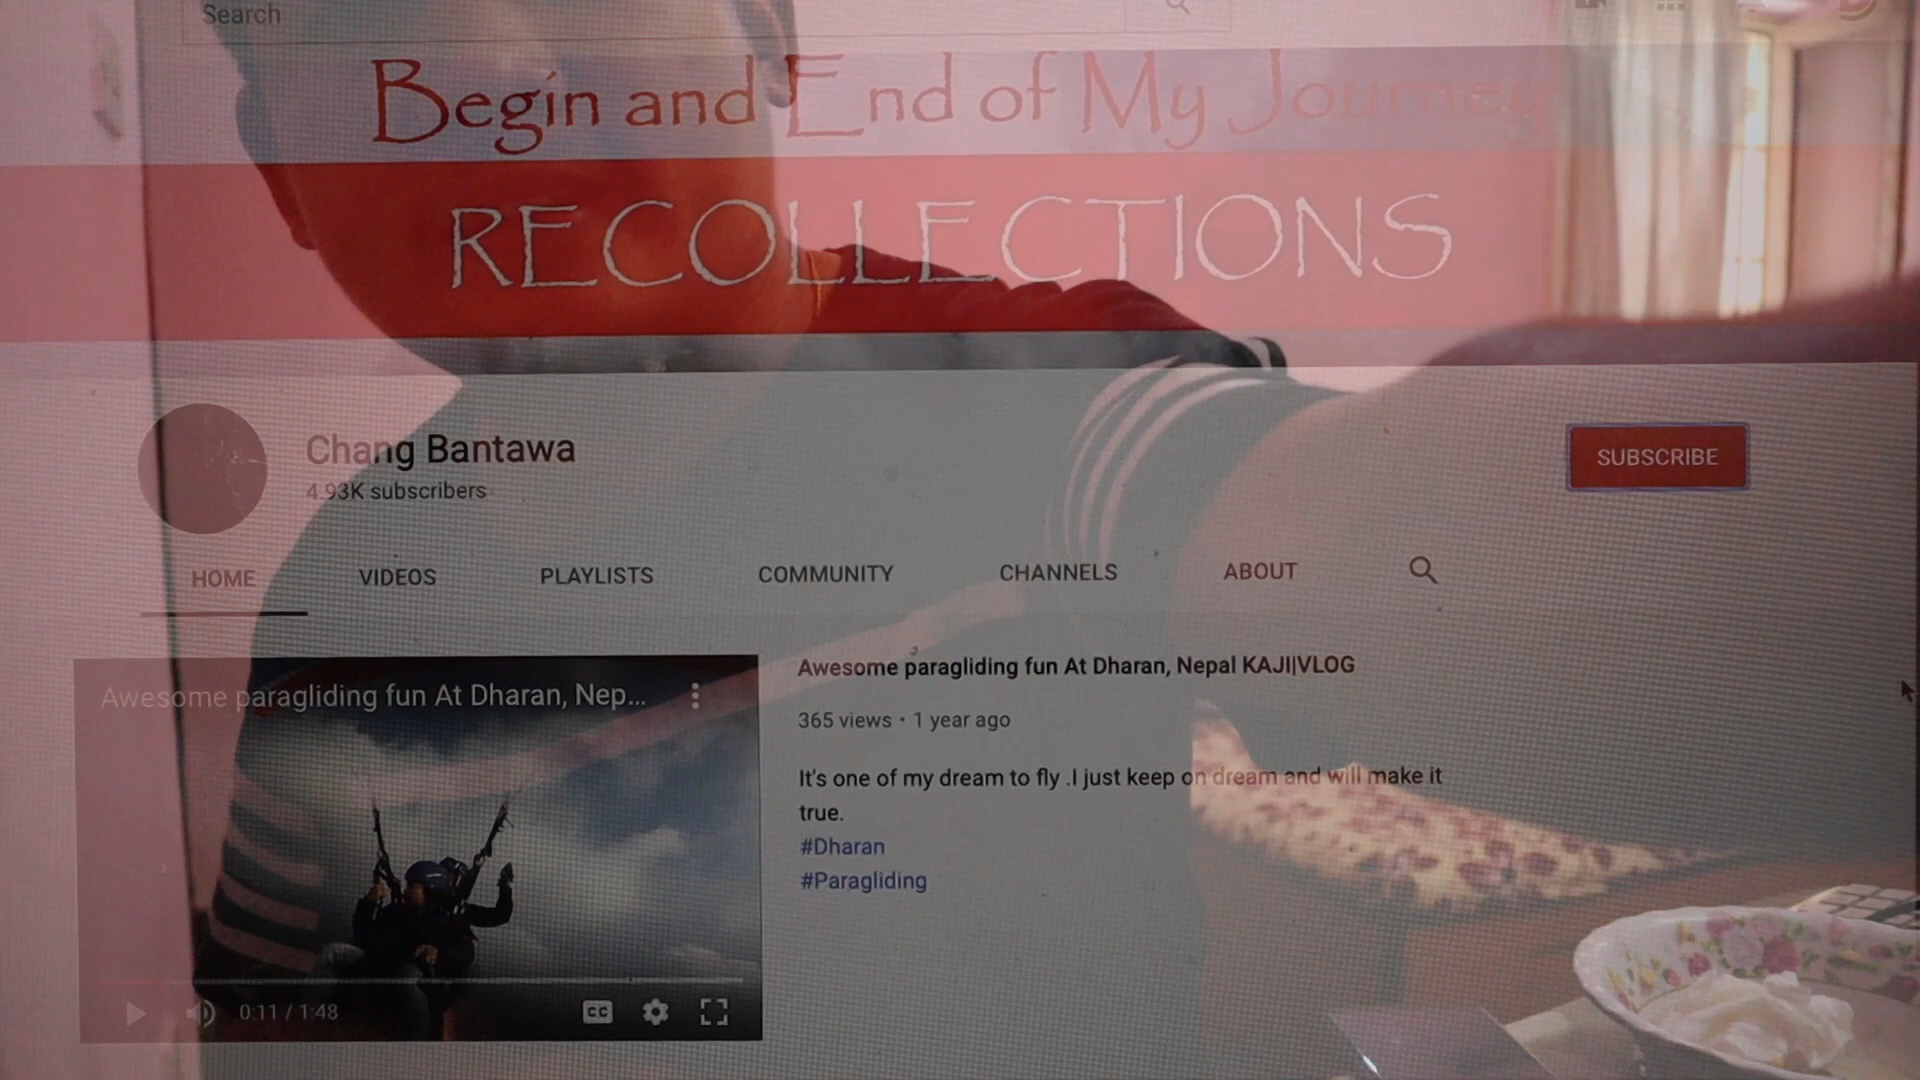 Search
Begin and End of My Journey
RECOLLECTIONS
Chang Bantawa
4.93K subscribers
SUBSCRIBE
HOME VIDEOS PLAYLISTS COMMUNITY CHANNELS ABOUT
Awesome paragliding fun At Dharan, Nep...
0:11 / 1:48
CC
Awesome paragliding fun At Dharan, Nepal KAJI|VLOG
365 views • 1 year ago
It's one of my dream to fly .I just keep on dream and will make it
true.
#Dharan
#Paragliding